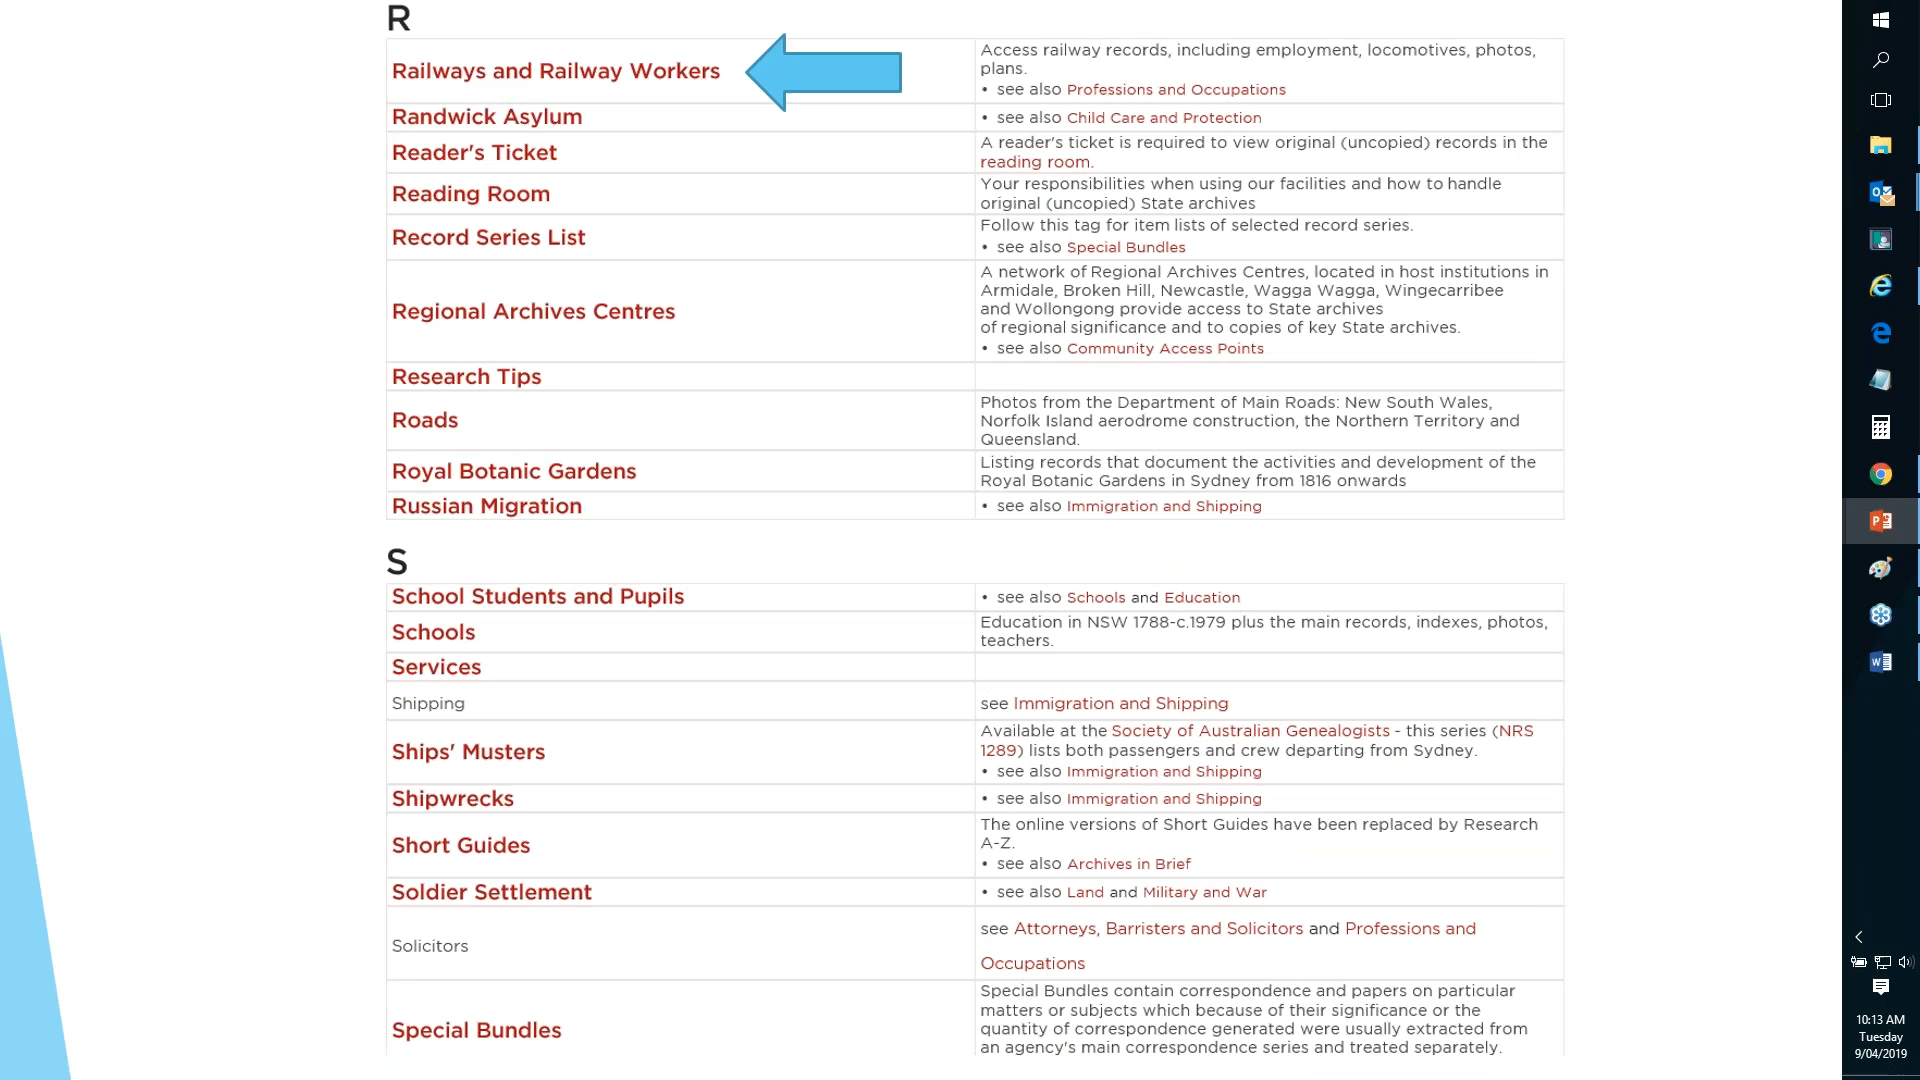 R
Railways and Railway Workers
Access railway records, including employment, locomotives, photos,
plans.
• see also Professions and Occupations
Randwick Asylum
• see also Child Care and Protection
Reader's Ticket
A reader's ticket is required to view original (uncopied) records in the
reading room.
Reading Room
Your responsibilities when using our facilities and how to handle
original (uncopied) State archives
Record Series List
Follow this tag for item lists of selected record series.
• see also Special Bundles
Regional Archives Centres
A network of Regional Archives Centres, located in host institutions in
Armidale, Broken Hill, Newcastle, Wagga Wagga, Wingecarribee
and Wollongong provide access to State archives
of regional significance and to copies of key State archives.
• see also Community Access Points
Research Tips
Roads
Photos from the Department of Main Roads: New South Wales,
Norfolk Island aerodrome construction, the Northern Territory and
Queensland.
Royal Botanic Gardens
Listing records that document the activities and development of the
Royal Botanic Gardens in Sydney from 1816 onwards
Russian Migration
• see also Immigration and Shipping
S
School Students and Pupils
• see also Schools and Education
Schools
Education in NSW 1788-c.1979 plus the main records, indexes, photos,
teachers.
Services
Shipping
see Immigration and Shipping
Ships' Musters
Available at the Society of Australian Genealogists - this series (NRS
1289) lists both passengers and crew departing from Sydney.
• see also Immigration and Shipping
Shipwrecks
• see also Immigration and Shipping
Short Guides
The online versions of Short Guides have been replaced by Research
A-Z.
• see also Archives in Brief
Soldier Settlement
• see also Land and Military and War
Solicitors
see Attorneys, Barristers and Solicitors and Professions and
Occupations
Special Bundles
Special Bundles contain correspondence and papers on particular
matters or subjects which because of their significance or the
quantity of correspondence generated were usually extracted from
an agency's main correspondence series and treated separately.
10:13 AM
Tuesday
9/04/2019